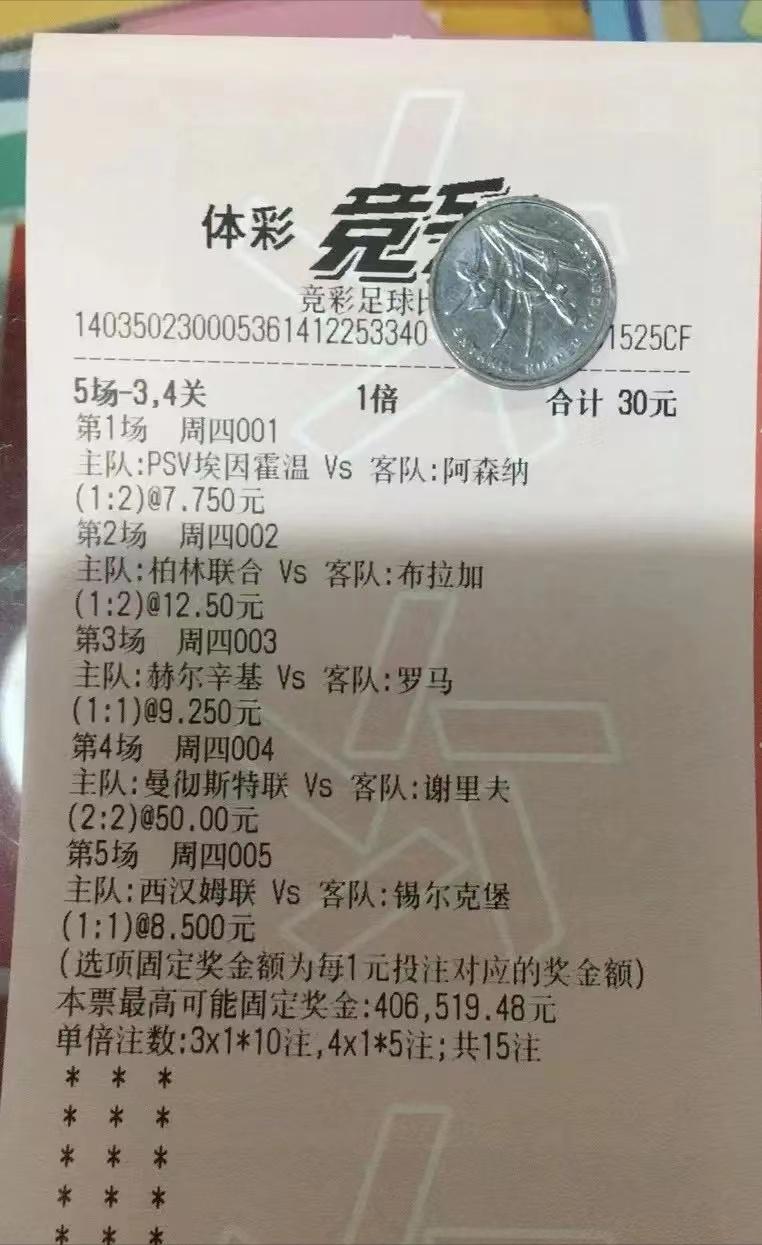 体彩 竞彩
竞彩足球比
140350230005361412253340 1525CF
5场-3,4关 1倍 合计 30元
第1场 周四001
主队:PSV埃因霍温 Vs 客队:阿森纳
(1:2)@7.750元
第2场 周四002
主队:柏林联合 Vs 客队:布拉加
(1:2)@12.50元
第3场 周四003
主队:赫尔辛基 Vs 客队:罗马
(1:1)@9.250元
第4场 周四004
主队:曼彻斯特联 Vs 客队:谢里夫
(2:2)@50.00元
第5场 周四005
主队:西汉姆联 Vs 客队:锡尔克堡
(1:1)@8.500元
(选项固定奖金额为每1元投注对应的奖金额)
本票最高可能固定奖金:406,519.48元
单倍注数:3x1*10注,4x1*5注;共15注
* * *
* * *
* * *
* * *
* * *